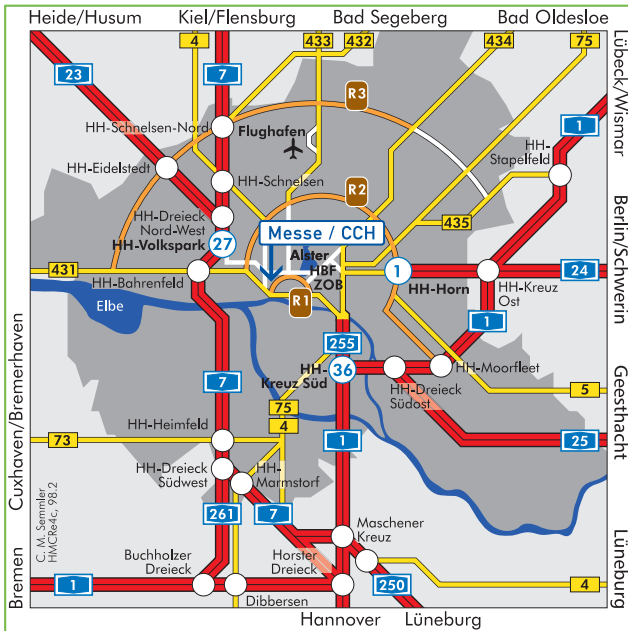 Heide/Husum
Kiel/Flensburg
Bad Segeberg
Bad Oldesloe
4
433
432
434
75
Lübeck/Wismar
23
7
R3
1
HH-Schnelsen-Nord
Flughafen
HH-
Stapelfeld
HH-Eidelstedt
HH-Schnelsen
R2
HH-Dreieck
Nord-West
435
HH-Volkspark
27
Messe / CCH
Berlin/Schwerin
Alster
431
HBF
ZOB
1
24
HH-Bahrenfeld
HH-Horn
HH-Kreuz
Ost
Elbe
R1
1
255
HH-
Kreuz Süd
36
HH-Moorfleet
7
HH-Dreieck
Südost
5
Geesthacht
75
4
73
HH-Heimfeld
1
25
Cuxhaven/Bremerhaven
HH-Dreieck
Südwest
HH-
Marmstorf
261
7
C. M. Semmler
HMCRe4c, 98.2
Maschener
Kreuz
Buchholzer
Dreieck
Horster
Dreieck
Bremen
1
250
4
Lüneburg
Dibbersen
Hannover
Lüneburg